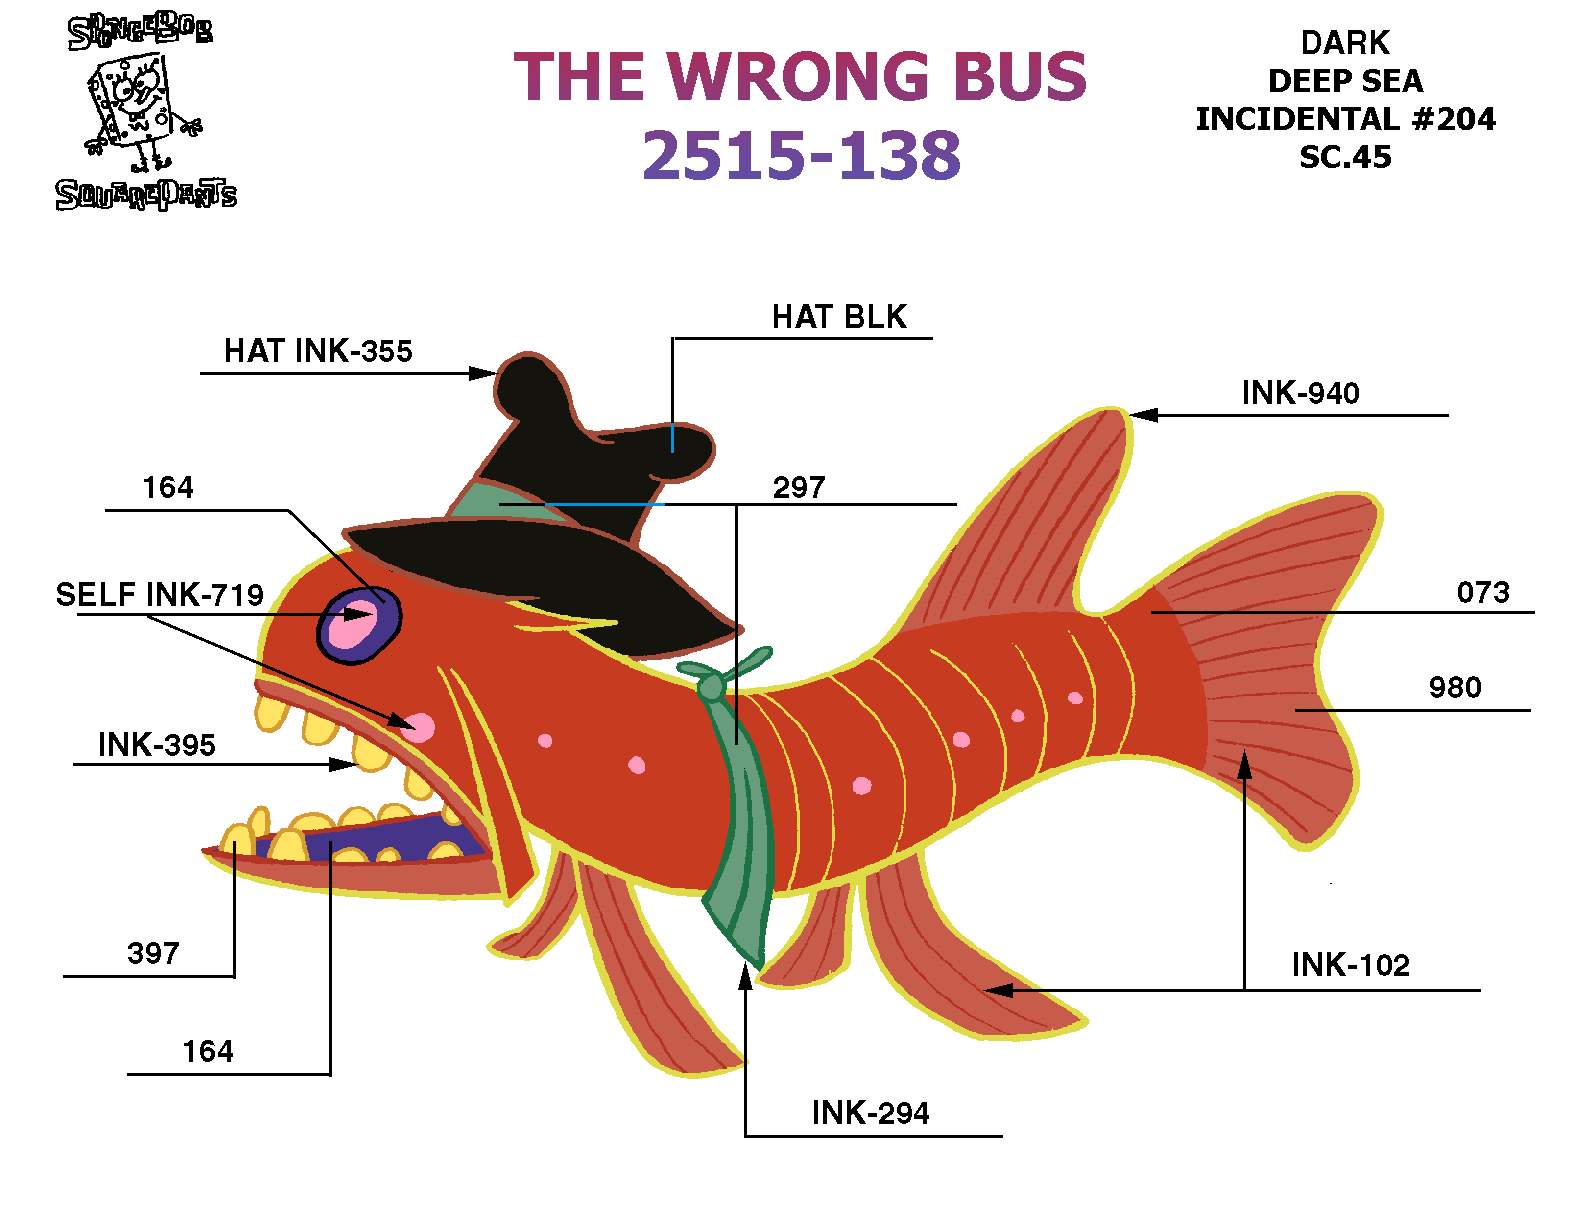 SPONGEBOB
SQUAREPANTS
THE WRONG BUS
2515-138
DARK
DEEP SEA
INCIDENTAL #204
SC.45
HAT BLK
HAT INK-355
INK-940
164
297
SELF INK-719
073
980
INK-395
397
INK-102
164
INK-294